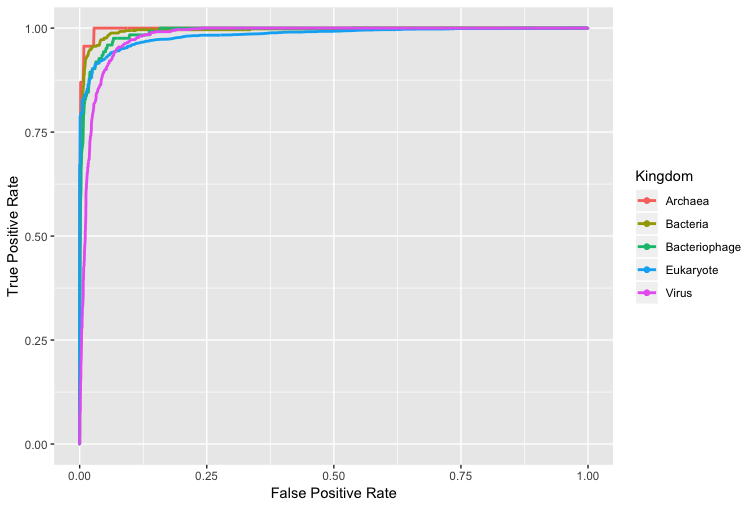 True Positive Rate
1.00
0.75
0.50
0.25
0.00
0.00 0.25 0.50 0.75 1.00
False Positive Rate
Kingdom
Archaea
Bacteria
Bacteriophage
Eukaryote
Virus